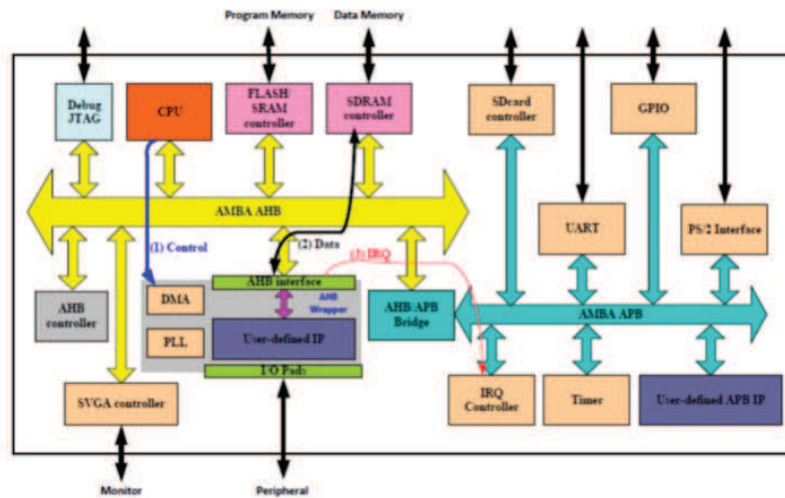 Program Memory
Data Memory
Debug
JTAG
CPU
FLASH/
SRAM
controller
SDRAM
controller
SDcard
controller
GPIO
AMBA AHB
(1) Control
(2) Data
(3) IRQ
UART
PS/2 Interface
AHB
controller
DMA
PLL
AHB interface
AHB
Wrapper
User-defined IP
I/O Pads
AHB/APB
Bridge
AMBA APB
SVGA controller
IRQ
Controller
Timer
User-defined APB IP
Monitor
Peripheral